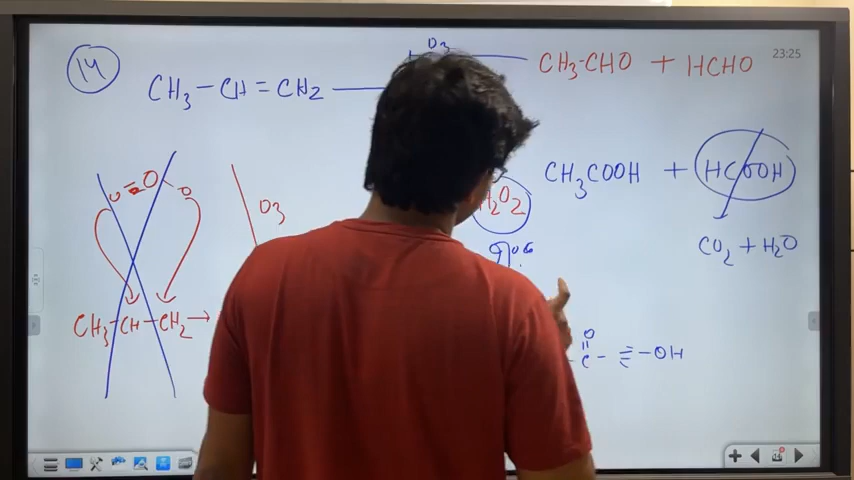 14
O3
CH3 – CH = CH2 CH3-CHO + HCHO
23:25
O = O O
O3
H2O2
CH3COOH + HCOOH
CO2 + H2O
CH3 – CH – CH2 →
O
C – – OH